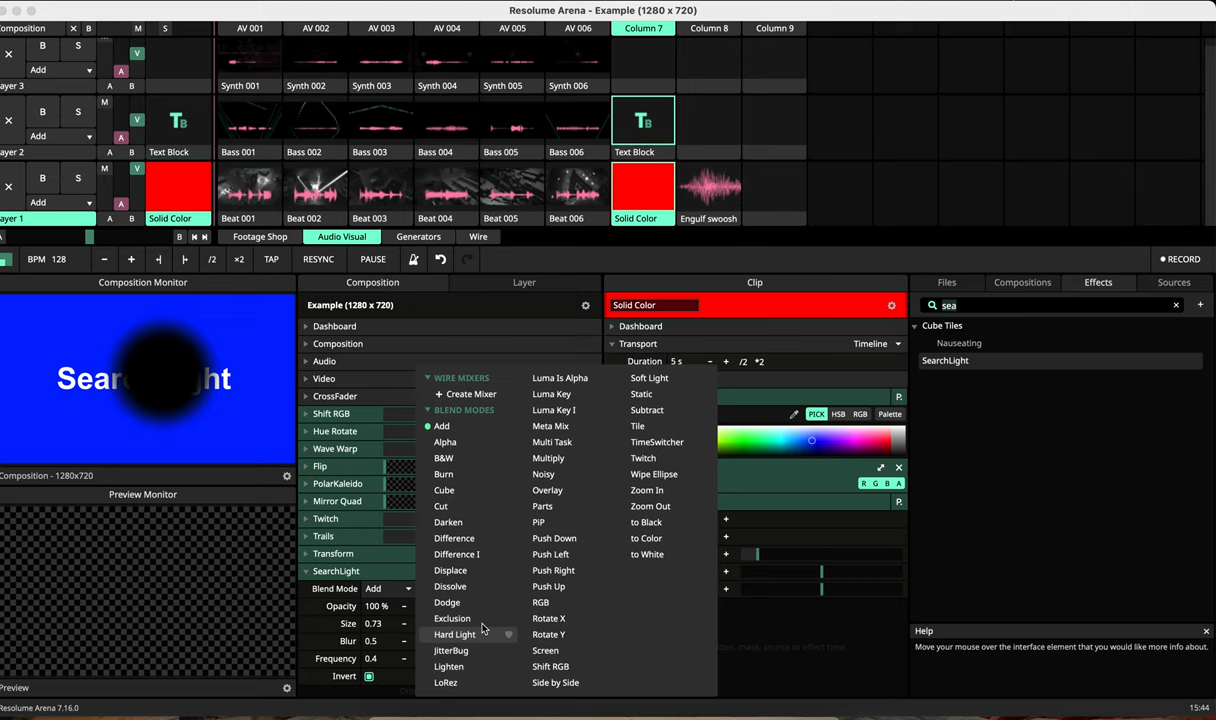 Resolume Arena - Example (1280 x 720)
omposition × B M S AV 001 AV 002 AV 003 AV 004 AV 005 AV 006 Column 7 Column 8 Column 9
B S V
Add A
ayer 3 A B Synth 001 Synth 002 Synth 003 Synth 004 Synth 005 Synth 006
M
B S V TB TB
Add A
ayer 2 A B Text Block Bass 001 Bass 002 Bass 003 Bass 004 Bass 005 Bass 006 Text Block
M
B S V
Add A
ayer 1 A B Solid Color Beat 001 Beat 002 Beat 003 Beat 004 Beat 005 Beat 006 Solid Color Engulf swoosh
A B Footage Shop Audio Visual Generators Wire
BPM 128 − + /2 ×2 TAP RESYNC PAUSE RECORD
Composition Monitor Composition Layer Clip Files Compositions Effects Sources
Example (1280 x 720) Solid Color sea
Dashboard Dashboard Cube Tiles
Composition Transport Timeline Nauseating
Audio Duration 5 s − + /2 *2 SearchLight
Video
CrossFader P.
Shift RGB PICK HSB RGB Palette
Hue Rotate
Wave Warp
Flip
PolarKaleido R G B A
Mirror Quad P.
Twitch +
Trails +
Transform +
SearchLight +
Blend Mode Add +
Opacity 100 % −
Size 0.73 −
Blur 0.5 −
Frequency 0.4 −
Invert
Sear ht
Composition - 1280x720
Preview Monitor
Preview
WIRE MIXERS
+ Create Mixer
BLEND MODES
Add
Alpha
B&W
Burn
Cube
Cut
Darken
Difference
Difference I
Displace
Dissolve
Dodge
Exclusion
Hard Light
JitterBug
Lighten
LoRez
Luma Is Alpha
Luma Key
Luma Key I
Meta Mix
Multi Task
Multiply
Noisy
Overlay
Parts
PiP
Push Down
Push Left
Push Right
Push Up
RGB
Rotate X
Rotate Y
Screen
Shift RGB
Side by Side
Soft Light
Static
Subtract
Tile
TimeSwitcher
Twitch
Wipe Ellipse
Zoom In
Zoom Out
to Black
to Color
to White
Help
Move your mouse over the interface element that you would like more info about.
Resolume Arena 7.16.0 15:44